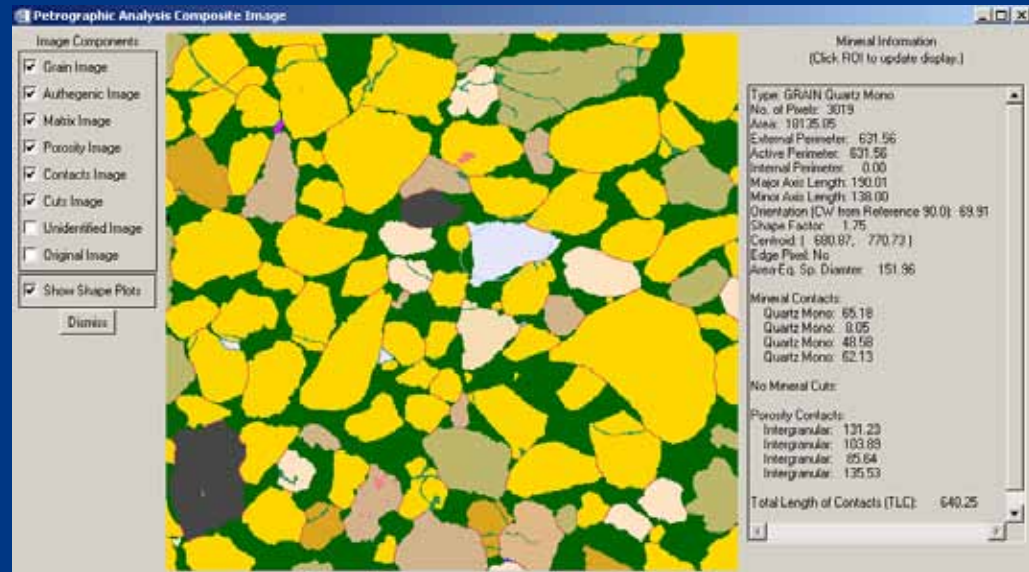 Petrographic Analysis Composite Image
Image Components
Grain Image
Authegenic Image
Matrix Image
Porosity Image
Contacts Image
Cuts Image
Unidentified Image
Original Image
Show Shape Plots
Dismiss
Mineral Information
(Click ROI to update display.)
Type: GRAIN Quartz Mono
No. of Pixels: 3019
Area: 18135.05
External Perimeter: 631.56
Active Perimeter: 631.56
Internal Perimeter: 0.00
Major Axis Length: 190.01
Minor Axis Length: 138.00
Orientation (CW from Reference 90.0): 69.91
Shape Factor: 1.75
Centroid: ( 680.87, 770.73 )
Edge Pixel: No
Area-Eq. Sp. Diamter: 151.96
Mineral Contacts:
Quartz Mono: 65.18
Quartz Mono: 8.05
Quartz Mono: 48.58
Quartz Mono: 62.13
No Mineral Cuts:
Porosity Contacts:
Intergranular: 131.23
Intergranular: 103.89
Intergranular: 85.64
Intergranular: 135.53
Total Length of Contacts (TLC): 640.25